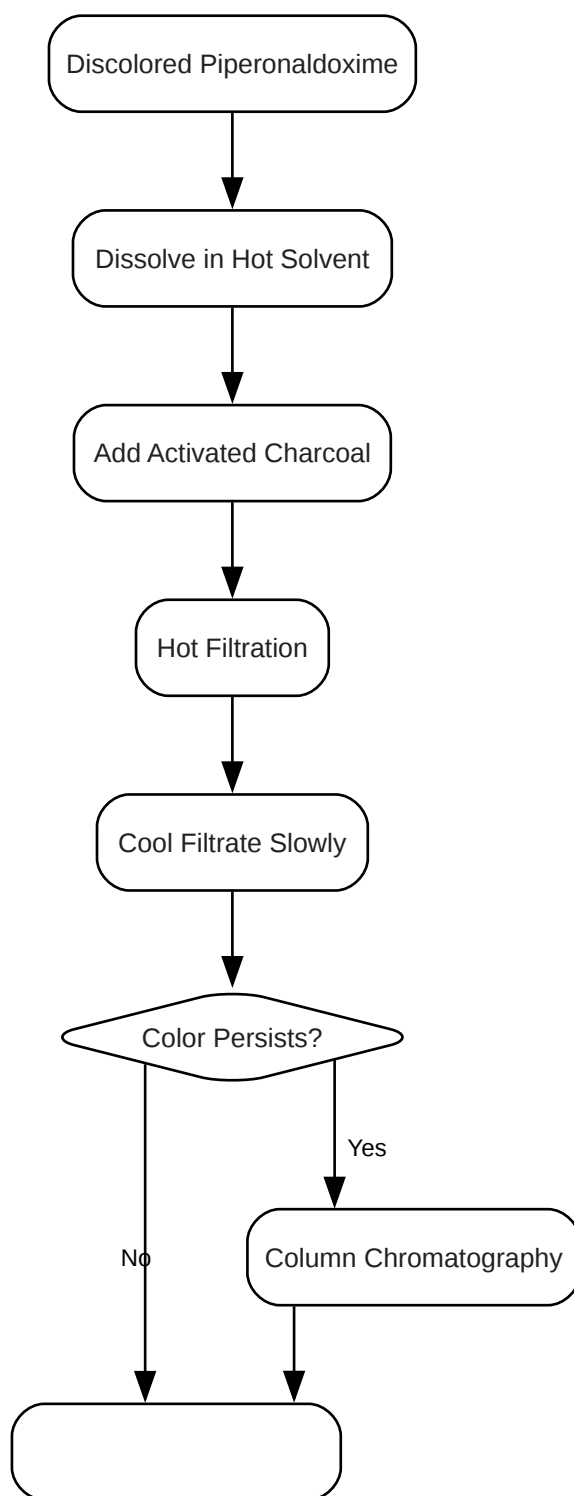 Discolored Piperonaldoxime
Dissolve in Hot Solvent
Add Activated Charcoal
Hot Filtration
Cool Filtrate Slowly
Color Persists?
Yes
No
Column Chromatography